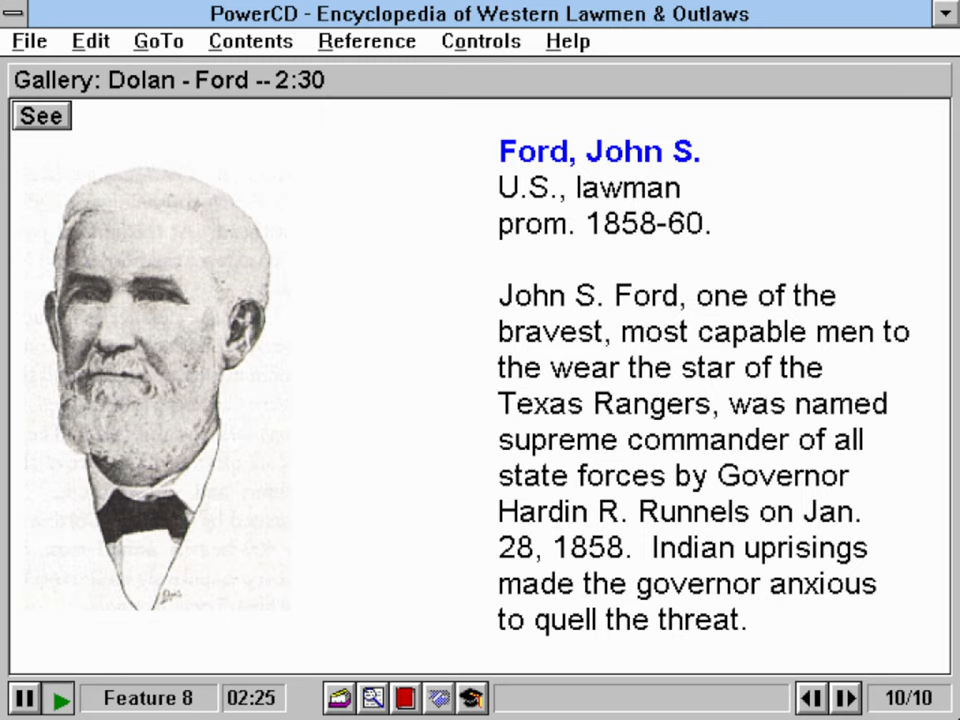 PowerCD - Encyclopedia of Western Lawmen & Outlaws
File Edit GoTo Contents Reference Controls Help
Gallery: Dolan - Ford -- 2:30
See
Ford, John S.
U.S., lawman
prom. 1858-60.
John S. Ford, one of the
bravest, most capable men to
the wear the star of the
Texas Rangers, was named
supreme commander of all
state forces by Governor
Hardin R. Runnels on Jan.
28, 1858.  Indian uprisings
made the governor anxious
to quell the threat.
Feature 8 02:25 10/10